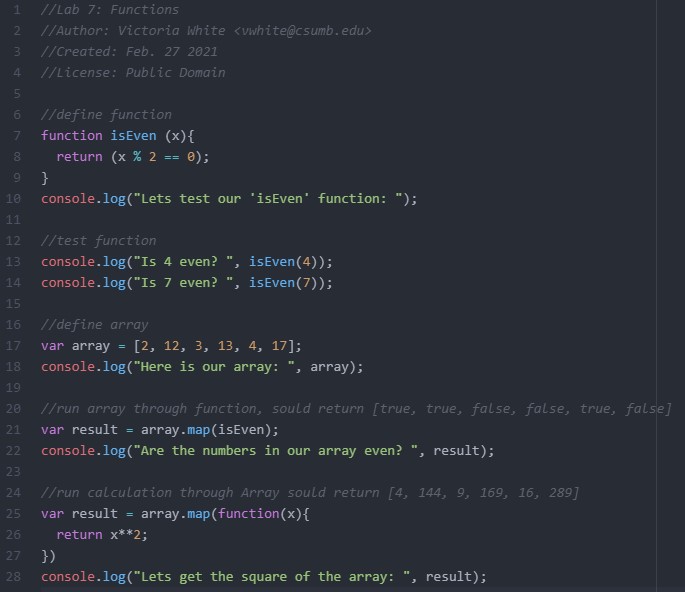 1 //Lab 7: Functions
2 //Author: Victoria White <vwhite@csumb.edu>
3 //Created: Feb. 27 2021
4 //License: Public Domain
5
6 //define function
7 function isEven (x){
8   return (x % 2 == 0);
9 }
10 console.log("Lets test our 'isEven' function: ");
11
12 //test function
13 console.log("Is 4 even? ", isEven(4));
14 console.log("Is 7 even? ", isEven(7));
15
16 //define array
17 var array = [2, 12, 3, 13, 4, 17];
18 console.log("Here is our array: ", array);
19
20 //run array through function, sould return [true, true, false, false, true, false]
21 var result = array.map(isEven);
22 console.log("Are the numbers in our array even? ", result);
23
24 //run calculation through Array sould return [4, 144, 9, 169, 16, 289]
25 var result = array.map(function(x){
26   return x**2;
27 })
28 console.log("Lets get the square of the array: ", result);